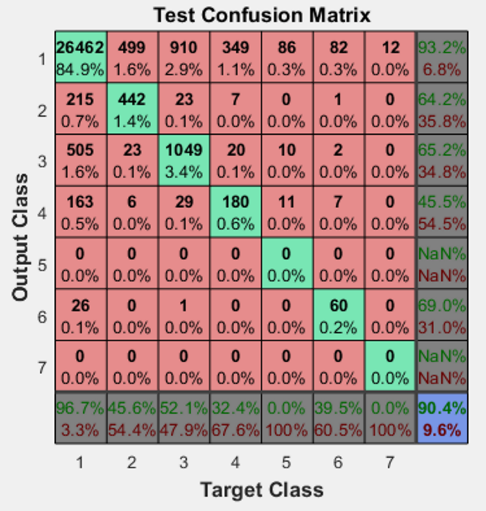 Test Confusion Matrix
1 26462 499 910 349 86 82 12 93.2%
84.9% 1.6% 2.9% 1.1% 0.3% 0.3% 0.0% 6.8%
2 215 442 23 7 0 1 0 64.2%
0.7% 1.4% 0.1% 0.0% 0.0% 0.0% 0.0% 35.8%
3 505 23 1049 20 10 2 0 65.2%
1.6% 0.1% 3.4% 0.1% 0.0% 0.0% 0.0% 34.8%
4 163 6 29 180 11 7 0 45.5%
0.5% 0.0% 0.1% 0.6% 0.0% 0.0% 0.0% 54.5%
5 0 0 0 0 0 0 0 NaN%
0.0% 0.0% 0.0% 0.0% 0.0% 0.0% 0.0% NaN%
6 26 0 1 0 0 60 0 69.0%
0.1% 0.0% 0.0% 0.0% 0.0% 0.2% 0.0% 31.0%
7 0 0 0 0 0 0 0 NaN%
0.0% 0.0% 0.0% 0.0% 0.0% 0.0% 0.0% NaN%
96.7% 45.6% 52.1% 32.4% 0.0% 39.5% 0.0% 90.4%
3.3% 54.4% 47.9% 67.6% 100% 60.5% 100% 9.6%
1 2 3 4 5 6 7
Target Class
Output Class